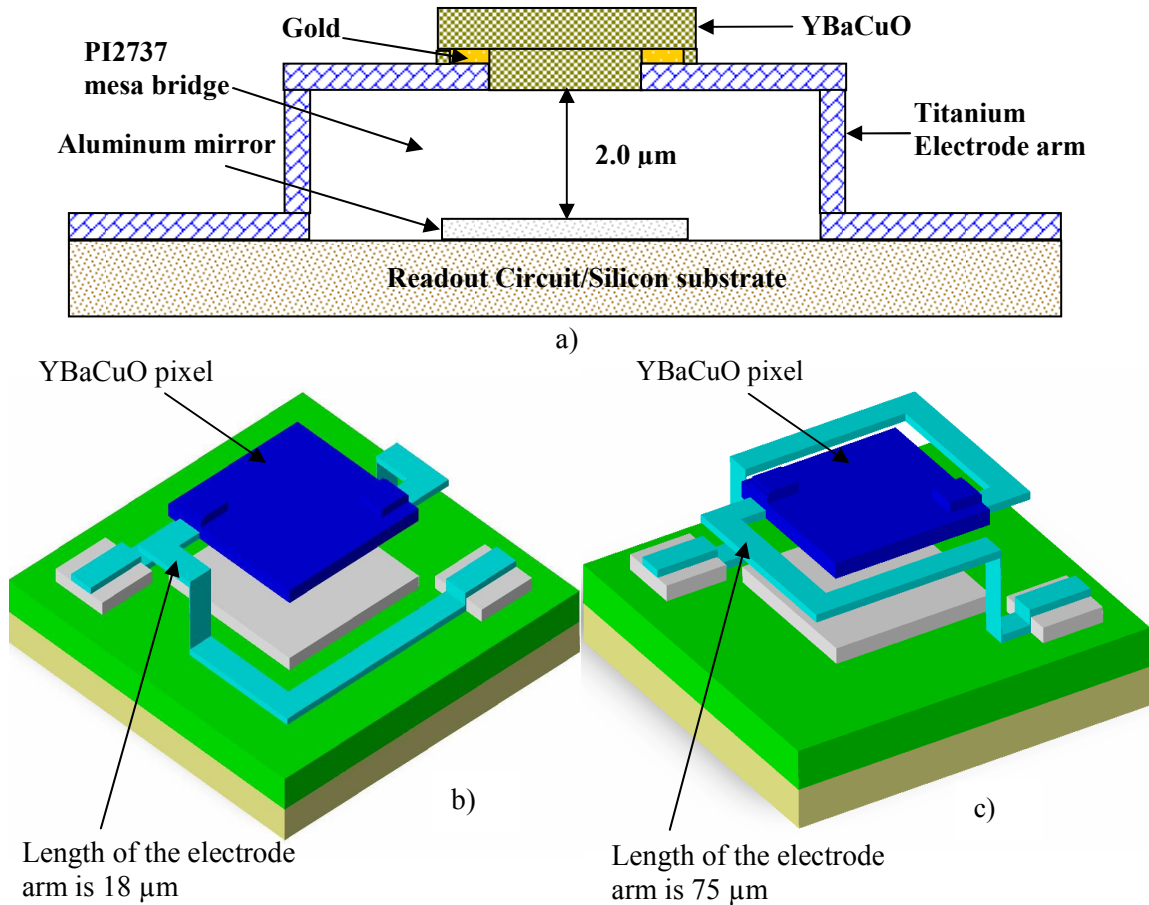 YBaCuO
Gold
PI2737
mesa bridge
Aluminum mirror
2.0 µm
Titanium
Electrode arm
Readout Circuit/Silicon substrate
a)
YBaCuO pixel
YBaCuO pixel
b)
c)
Length of the electrode
arm is 18 µm
Length of the electrode
arm is 75 µm